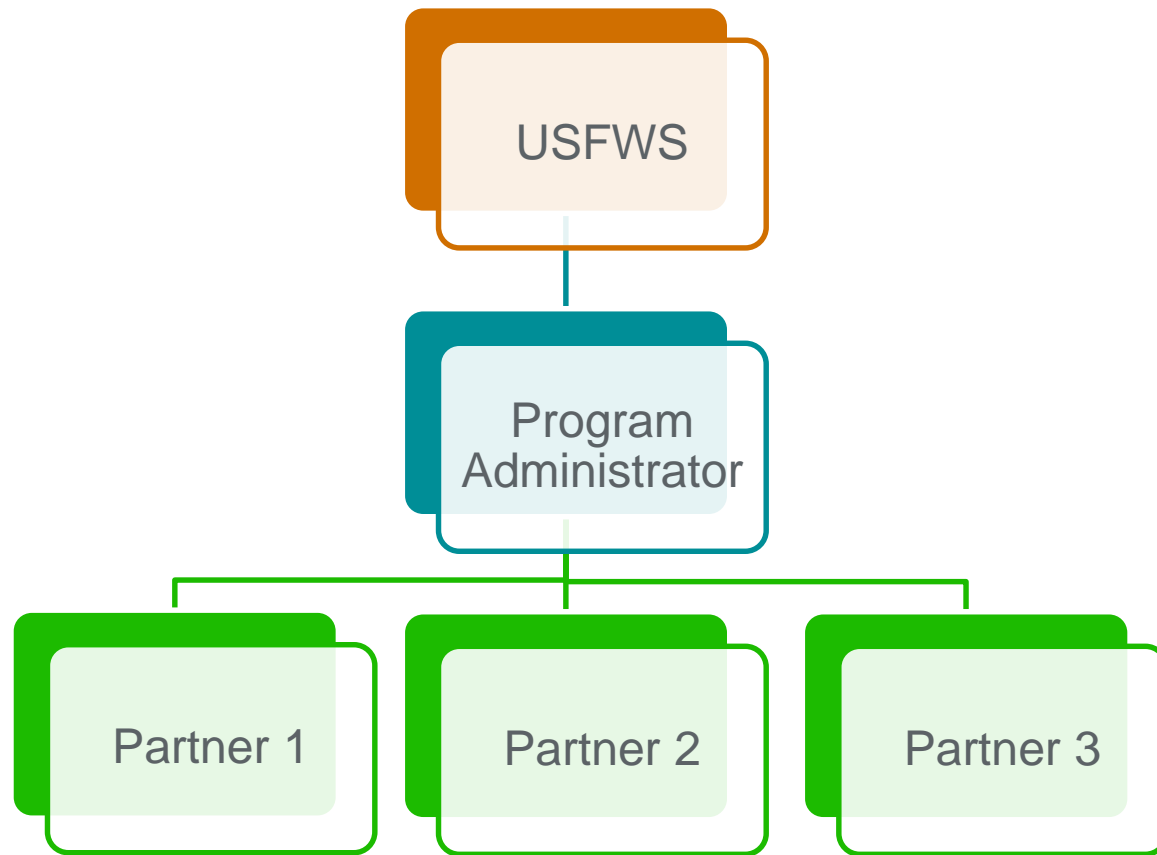 USFWS
Program
Administrator
Partner 1
Partner 2
Partner 3